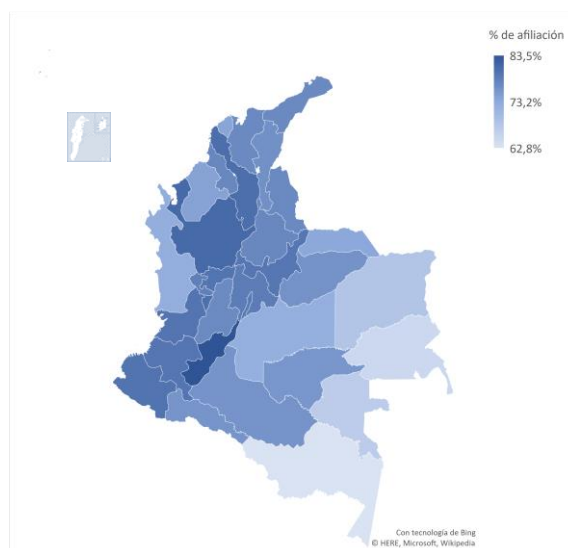 % de afiliación
83,5%
73,2%
62,8%
Con tecnología de Bing
© HERE, Microsoft, Wikipedia